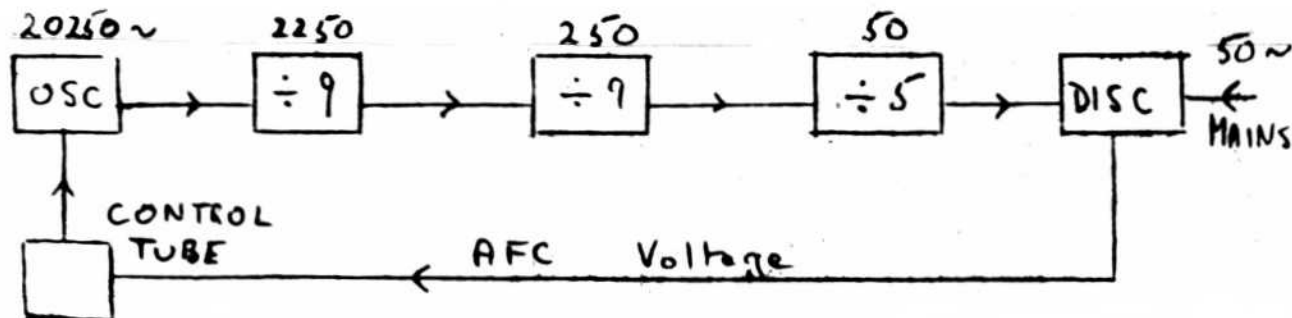 20250~ 2250 250 50 50~
OSC ÷9 ÷9 ÷5 DISC
MAINS
CONTROL
TUBE
AFC Voltage